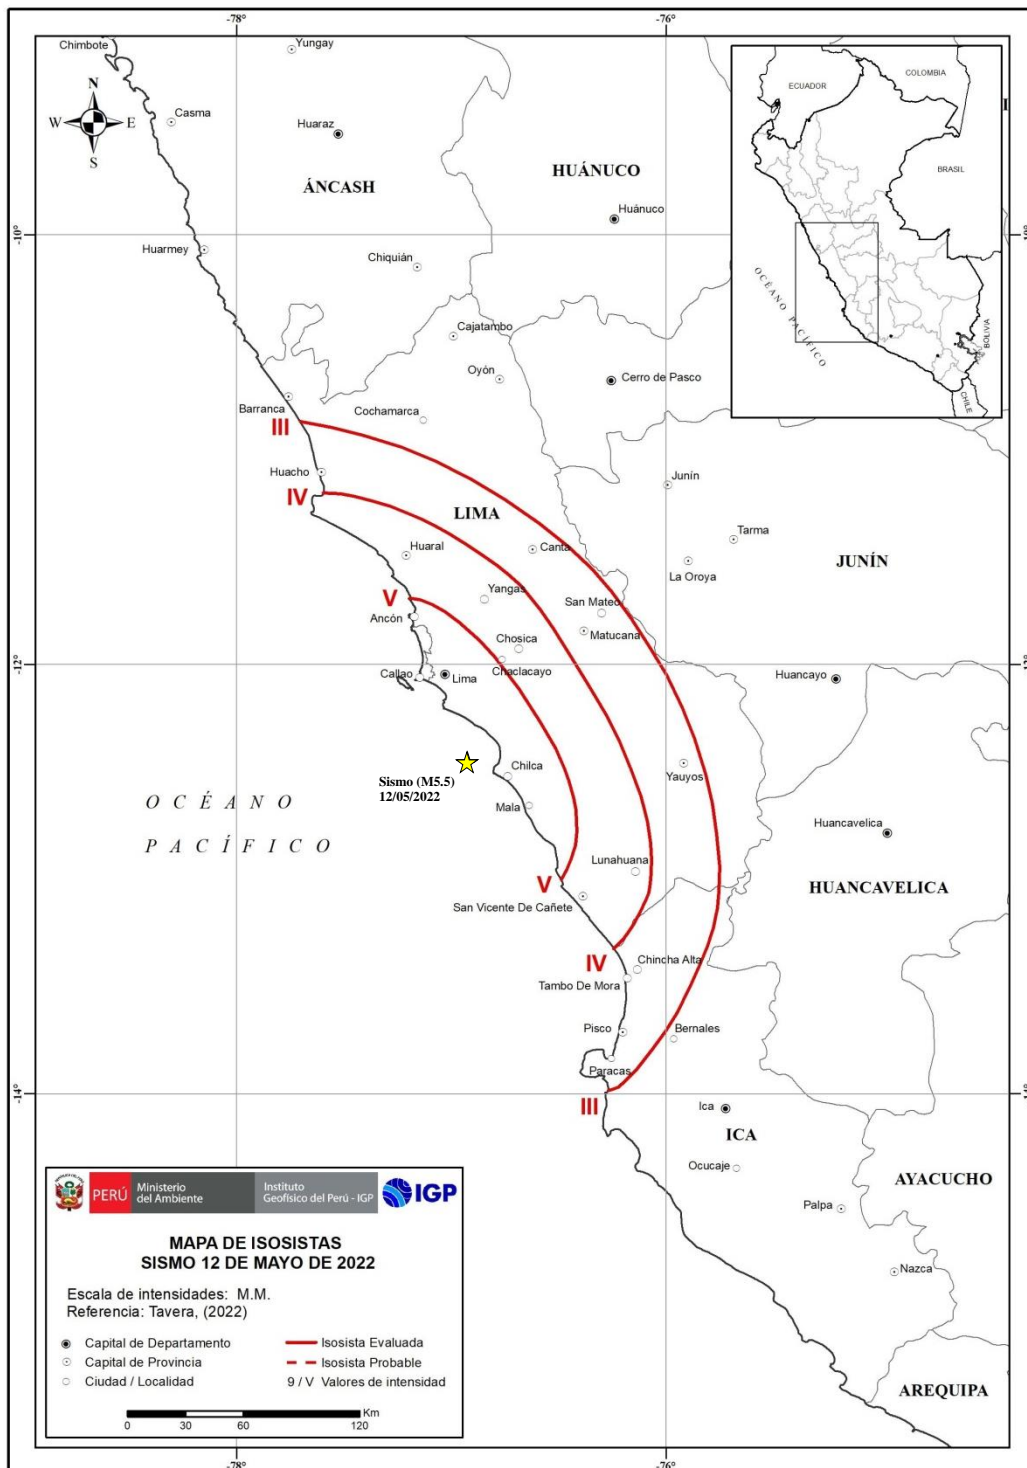 -78°
-76°
Chimbote
Yungay
N
W
E
S
Casma
Huaraz
ÁNCASH
HUÁNUCO
Huánuco
ECUADOR
COLOMBIA
BRASIL
BOLIVIA
CHILE
OCÉANO PACÍFICO
I
-10°
Huarmey
Chiquián
Cajatambo
Oyón
Cerro de Pasco
Barranca
Cochamarca
III
Huacho
IV
LIMA
Junín
Tarma
JUNÍN
Huaral
Canta
La Oroya
V
Yangas
San Mateo
Ancón
Matucana
Chosica
-12°
-12°
Chaclacayo
Callao
Lima
Huancayo
Sismo (M5.5)
12/05/2022
Chilca
Yauyos
Mala
OCÉANO
PACÍFICO
Huancavelica
Lunahuana
HUANCAVELICA
V
San Vicente De Cañete
IV
Chincha Alta
Tambo De Mora
Pisco
Bernales
Paracas
-14°
III
Ica
ICA
Ocucaje
AYACUCHO
Palpa
Nazca
AREQUIPA
PERÚ
Ministerio
del Ambiente
Instituto
Geofísico del Perú - IGP
IGP
MAPA DE ISOSISTAS
SISMO 12 DE MAYO DE 2022
Escala de intensidades: M.M.
Referencia: Tavera, (2022)
Capital de Departamento
Capital de Provincia
Ciudad / Localidad
Isosista Evaluada
Isosista Probable
9 / V Valores de intensidad
Km
0 30 60 120
-78°
-76°